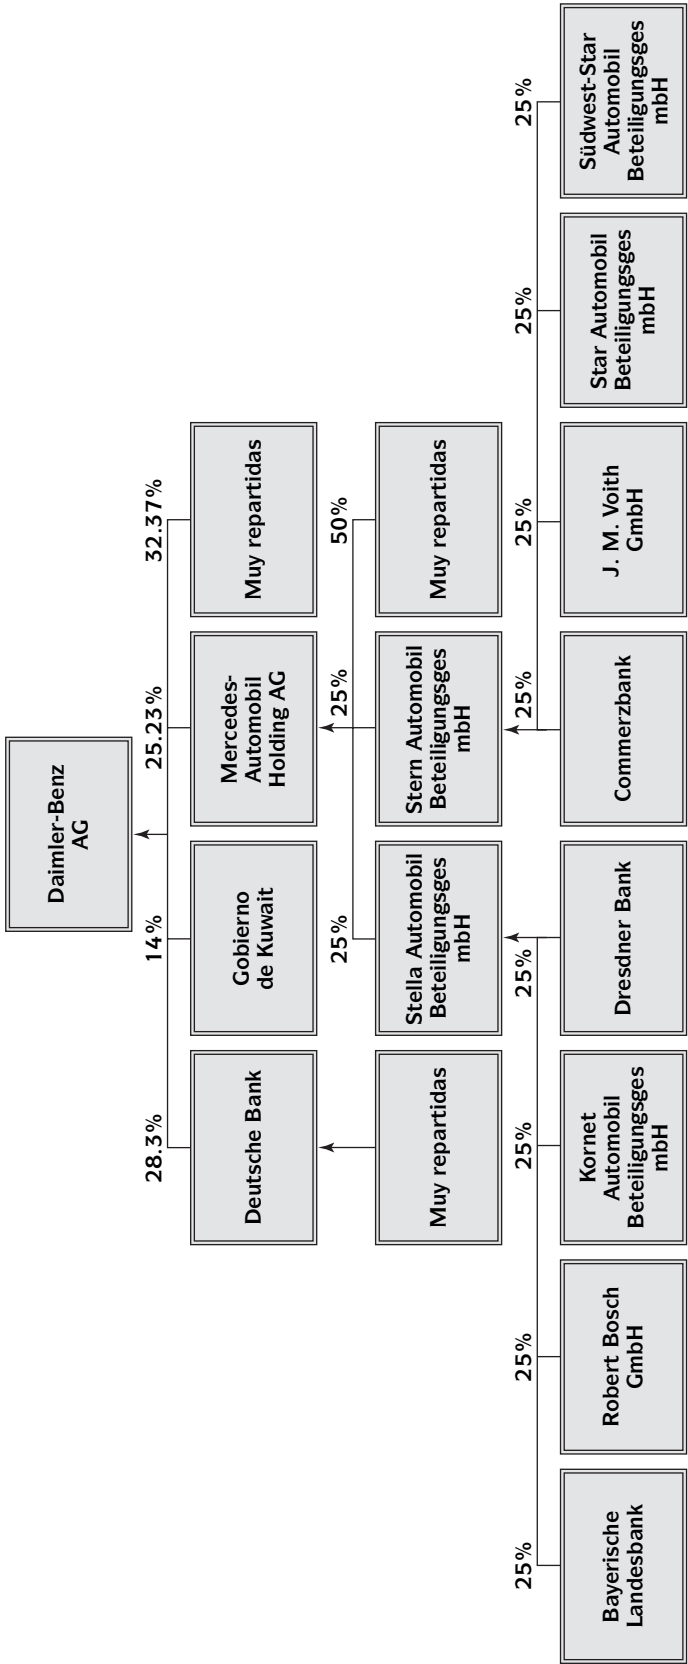 Daimler-Benz
AG
28.3%
14%
25.23%
32.37%
Deutsche Bank
Gobierno
de Kuwait
Mercedes-
Automobil
Holding AG
Muy repartidas
25%
25%
50%
Muy repartidas
Stella Automobil
Beteiligungsges
mbH
Stern Automobil
Beteiligungsges
mbH
Muy repartidas
25%
25%
25%
25%
25%
25%
25%
25%
Bayerische
Landesbank
Robert Bosch
GmbH
Kornet
Automobil
Beteiligungsges
mbH
Dresdner Bank
Commerzbank
J. M. Voith
GmbH
Star Automobil
Beteiligungsges
mbH
Südwest-Star
Automobil
Beteiligungsges
mbH